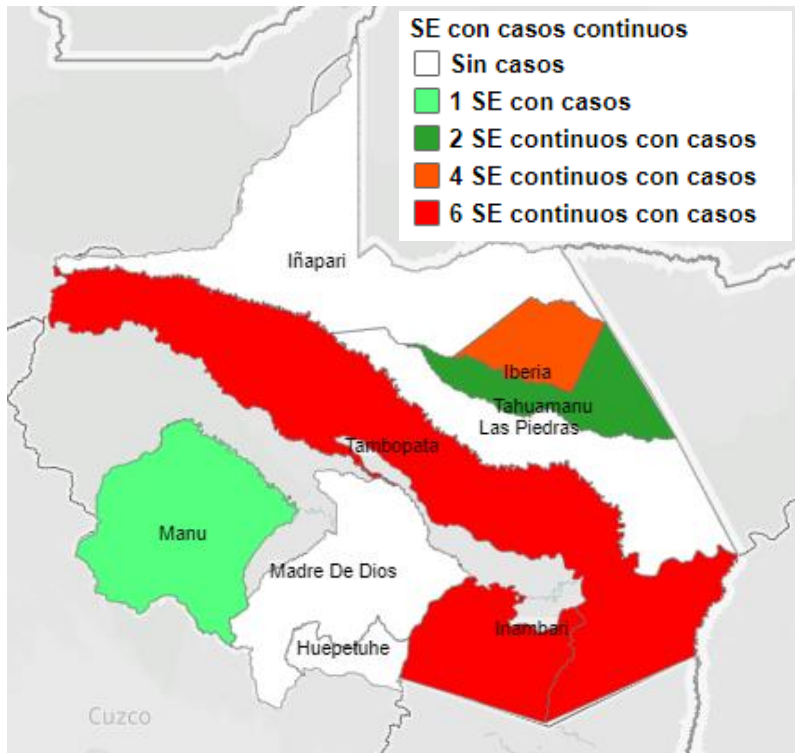 SE con casos continuos
Sin casos
1 SE con casos
2 SE continuos con casos
4 SE continuos con casos
6 SE continuos con casos
Iñapari
Iberia
Tahuamanu
Las Piedras
Tambopata
Manu
Madre De Dios
Inambari
Huepetuhe
Cuzco